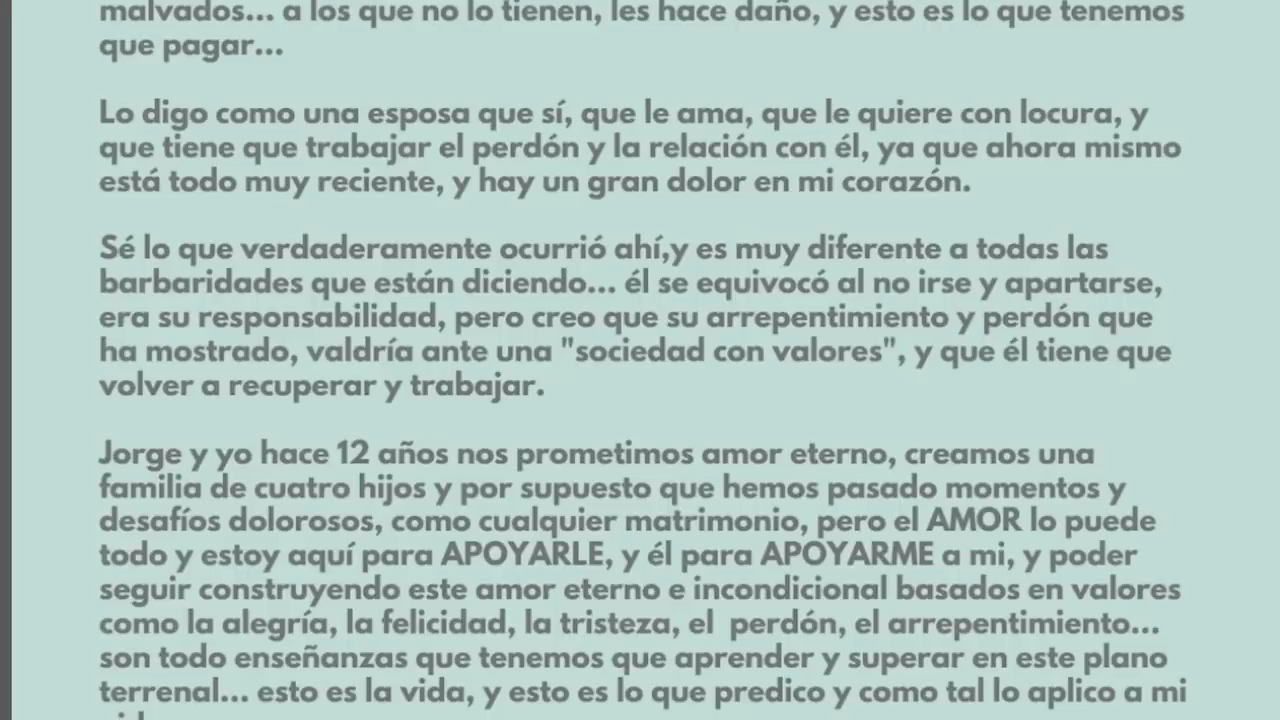 malvados... a los que no lo tienen, les hace daño, y esto es lo que tenemos
que pagar...
Lo digo como una esposa que sí, que le ama, que le quiere con locura, y
que tiene que trabajar el perdón y la relación con él, ya que ahora mismo
está todo muy reciente, y hay un gran dolor en mi corazón.
Sé lo que verdaderamente ocurrió ahí,y es muy diferente a todas las
barbaridades que están diciendo... él se equivocó al no irse y apartarse,
era su responsabilidad, pero creo que su arrepentimiento y perdón que
ha mostrado, valdría ante una "sociedad con valores", y que él tiene que
volver a recuperar y trabajar.
Jorge y yo hace 12 años nos prometimos amor eterno, creamos una
familia de cuatro hijos y por supuesto que hemos pasado momentos y
desafíos dolorosos, como cualquier matrimonio, pero el AMOR lo puede
todo y estoy aquí para APOYARLE, y él para APOYARME a mi, y poder
seguir construyendo este amor eterno e incondicional basados en valores
como la alegría, la felicidad, la tristeza, el  perdón, el arrepentimiento...
son todo enseñanzas que tenemos que aprender y superar en este plano
terrenal... esto es la vida, y esto es lo que predico y como tal lo aplico a mi